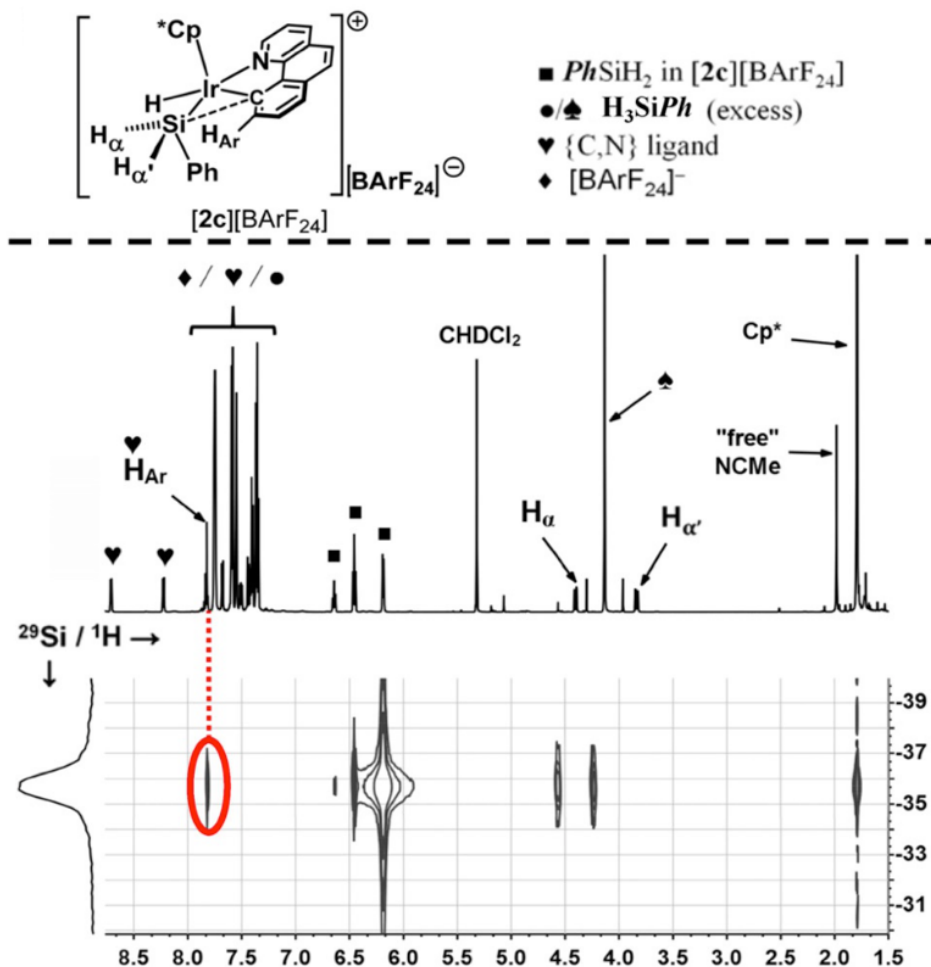 *Cp
N
H
Ir
C
Hα
Si
HAr
Hα'
Ph
⊕
[BArF24]⊖
[2c][BArF24]
■ PhSiH2 in [2c][BArF24]
●/♠ H3SiPh (excess)
♥ {C,N} ligand
♦ [BArF24]–
♦ / ♥ / ●
CHDCl2
Cp*
♠
♥
HAr
"free"
NCMe
■
■
Hα
Hα'
♥
♥
29Si / 1H →
↓
-39
-37
-35
-33
-31
8.5 8.0 7.5 7.0 6.5 6.0 5.5 5.0 4.5 4.0 3.5 3.0 2.5 2.0 1.5